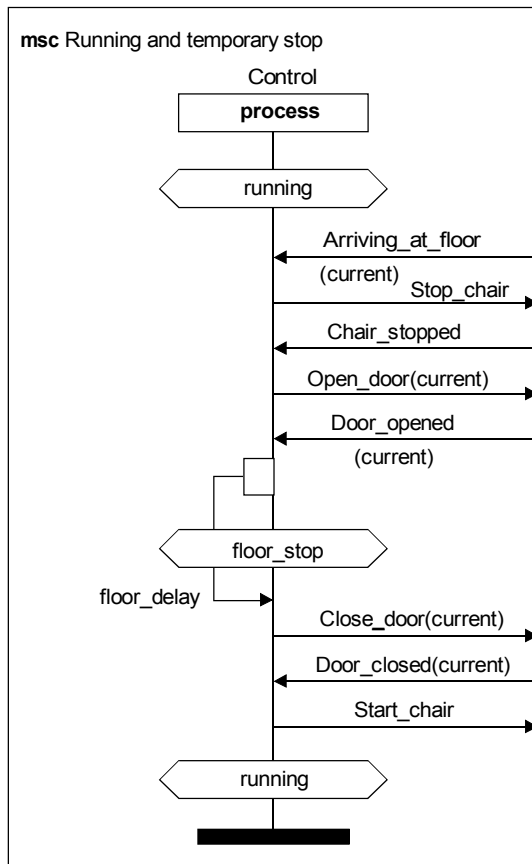 msc Running and temporary stop
Control
process
running
Arriving_at_floor
(current)
Stop_chair
Chair_stopped
Open_door(current)
Door_opened
(current)
floor_stop
floor_delay
Close_door(current)
Door_closed(current)
Start_chair
running